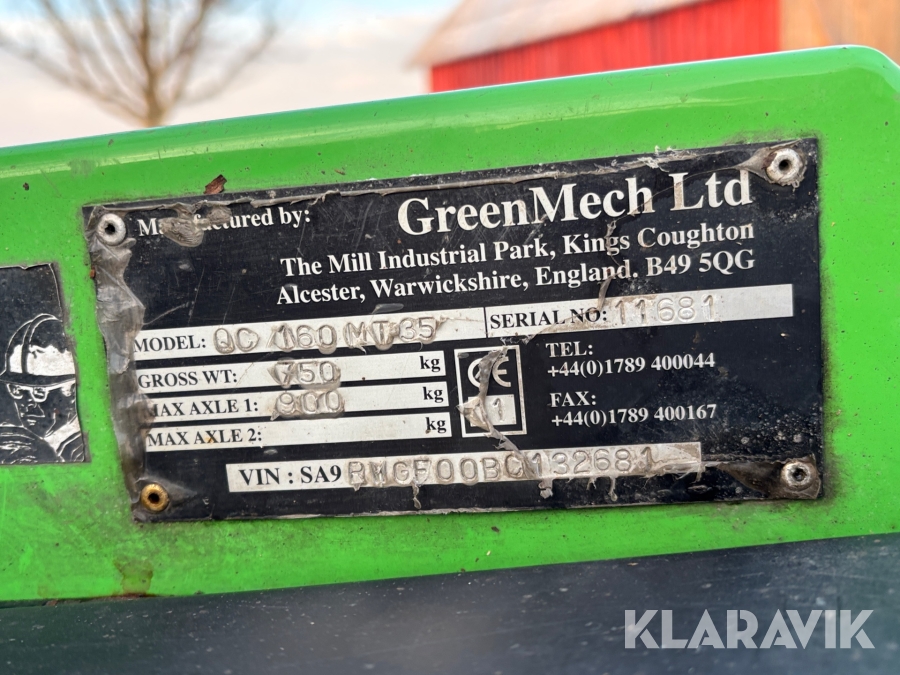 Manufactured by: GreenMech Ltd
The Mill Industrial Park, Kings Coughton
Alcester, Warwickshire, England. B49 5QG
MODEL: QC 160 MT 35
SERIAL NO: 11681
GROSS WT: 750 kg
MAX AXLE 1: 800 kg
MAX AXLE 2: kg
CE
TEL:
+44(0)1789 400044
FAX:
+44(0)1789 400167
VIN : SA9
KLARAVIK